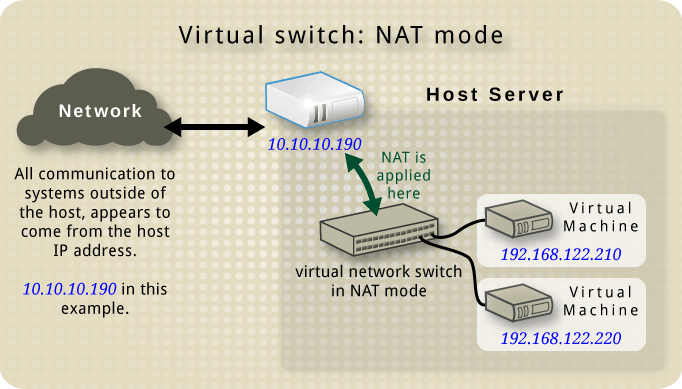 Virtual switch: NAT mode
Network
Host Server
10.10.10.190
All communication to
systems outside of
the host, appears to
come from the host
IP address.
10.10.10.190 in this
example.
NAT is
applied
here
virtual network switch
in NAT mode
Virtual
Machine
192.168.122.210
Virtual
Machine
192.168.122.220